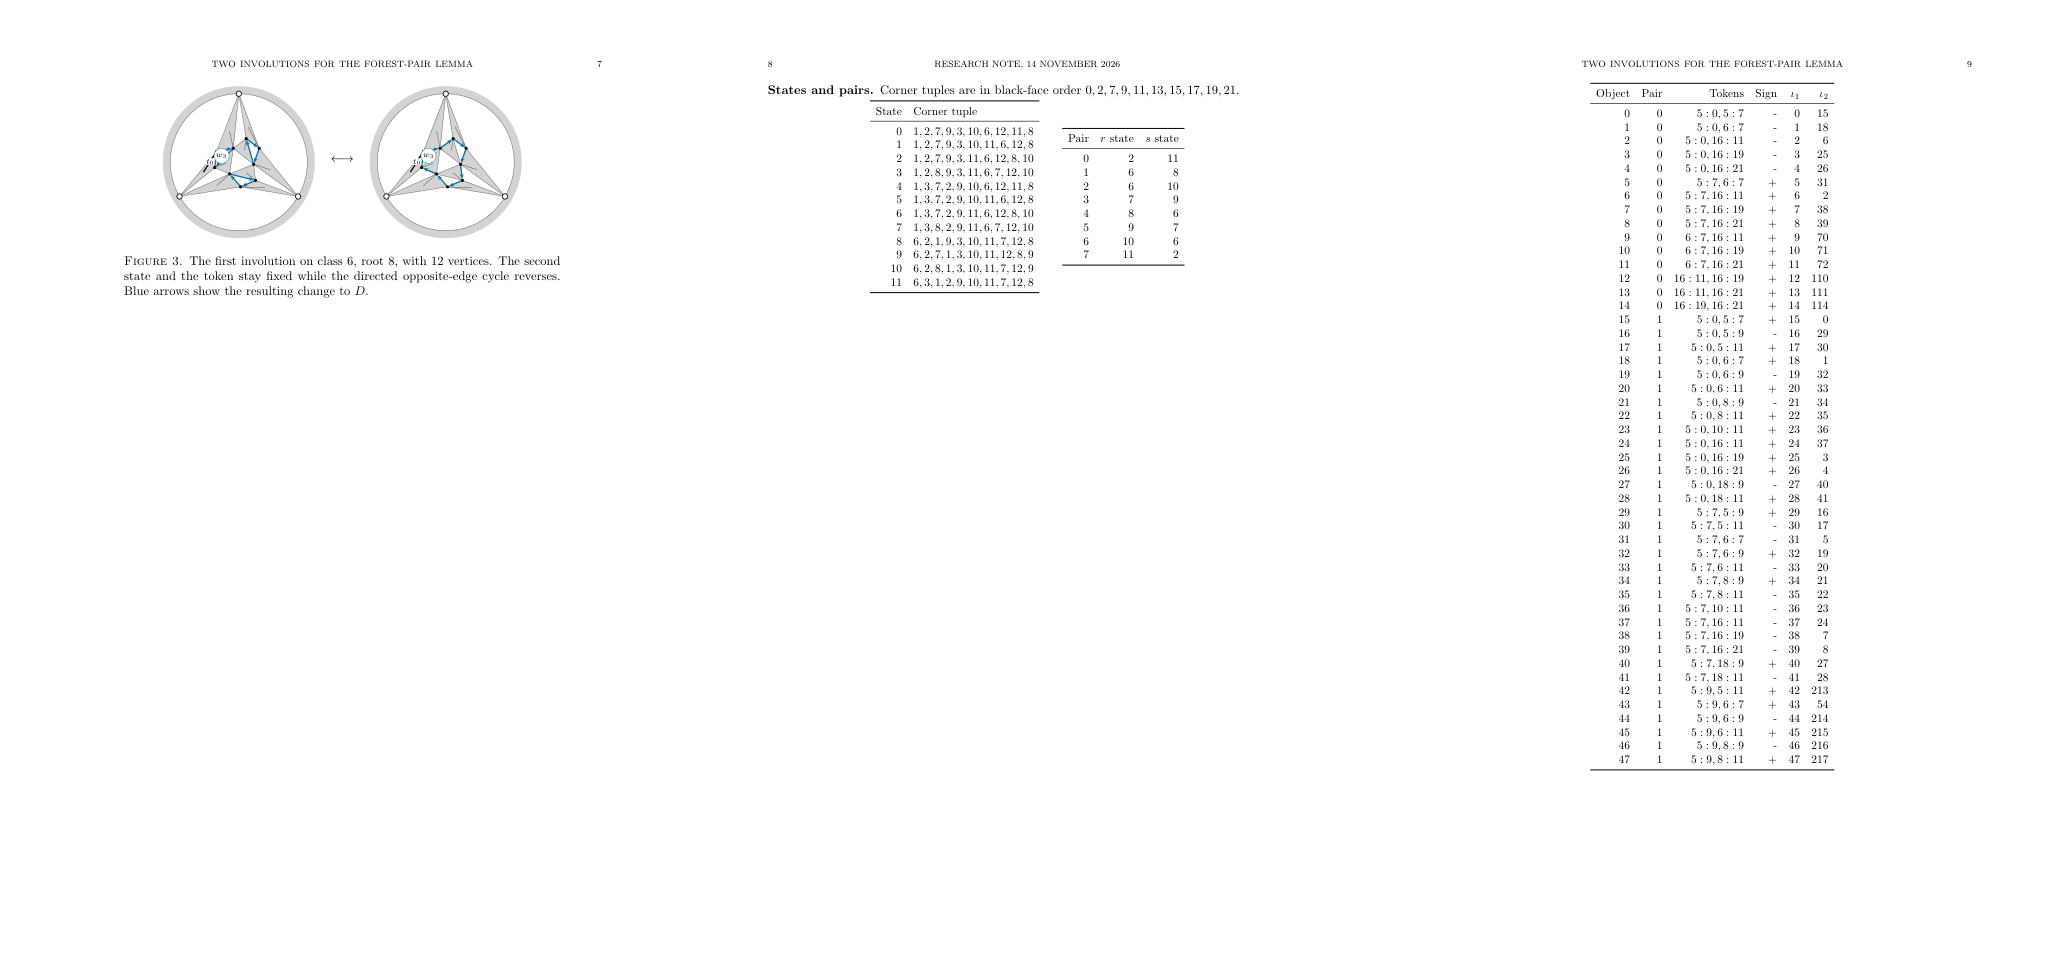 TWO INVOLUTIONS FOR THE FOREST-PAIR LEMMA 7
w₃ w₃
t₀ t₀
←→
FIGURE 3. The first involution on class 6, root 8, with 12 vertices. The second
state and the token stay fixed while the directed opposite-edge cycle reverses.
Blue arrows show the resulting change to D.
8 RESEARCH NOTE, 14 NOVEMBER 2026
States and pairs. Corner tuples are in black-face order 0, 2, 7, 9, 11, 13, 15, 17, 19, 21.
State Corner tuple
0 1, 2, 7, 9, 3, 10, 6, 12, 11, 8
1 1, 2, 7, 9, 3, 10, 11, 6, 12, 8
2 1, 2, 7, 9, 3, 11, 6, 12, 8, 10
3 1, 2, 8, 9, 3, 11, 6, 7, 12, 10
4 1, 3, 7, 2, 9, 10, 6, 12, 11, 8
5 1, 3, 7, 2, 9, 10, 11, 6, 12, 8
6 1, 3, 7, 2, 9, 11, 6, 12, 8, 10
7 1, 3, 8, 2, 9, 11, 6, 7, 12, 10
8 6, 2, 1, 9, 3, 10, 11, 7, 12, 8
9 6, 2, 7, 1, 3, 10, 11, 12, 8, 9
10 6, 2, 8, 1, 3, 10, 11, 7, 12, 9
11 6, 3, 1, 2, 9, 10, 11, 7, 12, 8
Pair r state s state
0 2 11
1 6 8
2 6 10
3 7 9
4 8 6
5 9 7
6 10 6
7 11 2
TWO INVOLUTIONS FOR THE FOREST-PAIR LEMMA 9
Object Pair Tokens Sign ι₁ ι₂
0 0 5 : 0, 5 : 7 - 0 15
1 0 5 : 0, 6 : 7 - 1 18
2 0 5 : 0, 16 : 11 - 2 6
3 0 5 : 0, 16 : 19 - 3 25
4 0 5 : 0, 16 : 21 - 4 26
5 0 5 : 7, 6 : 7 + 5 31
6 0 5 : 7, 16 : 11 + 6 2
7 0 5 : 7, 16 : 19 + 7 38
8 0 5 : 7, 16 : 21 + 8 39
9 0 6 : 7, 16 : 11 + 9 70
10 0 6 : 7, 16 : 19 + 10 71
11 0 6 : 7, 16 : 21 + 11 72
12 0 16 : 11, 16 : 19 + 12 110
13 0 16 : 11, 16 : 21 + 13 111
14 0 16 : 19, 16 : 21 + 14 114
15 1 5 : 0, 5 : 7 + 15 0
16 1 5 : 0, 5 : 9 - 16 29
17 1 5 : 0, 5 : 11 + 17 30
18 1 5 : 0, 6 : 7 + 18 1
19 1 5 : 0, 6 : 9 - 19 32
20 1 5 : 0, 6 : 11 + 20 33
21 1 5 : 0, 8 : 9 - 21 34
22 1 5 : 0, 8 : 11 + 22 35
23 1 5 : 0, 10 : 11 + 23 36
24 1 5 : 0, 16 : 11 + 24 37
25 1 5 : 0, 16 : 19 + 25 3
26 1 5 : 0, 16 : 21 + 26 4
27 1 5 : 0, 18 : 9 - 27 40
28 1 5 : 0, 18 : 11 + 28 41
29 1 5 : 7, 5 : 9 + 29 16
30 1 5 : 7, 5 : 11 - 30 17
31 1 5 : 7, 6 : 7 - 31 5
32 1 5 : 7, 6 : 9 + 32 19
33 1 5 : 7, 6 : 11 - 33 20
34 1 5 : 7, 8 : 9 + 34 21
35 1 5 : 7, 8 : 11 - 35 22
36 1 5 : 7, 10 : 11 - 36 23
37 1 5 : 7, 16 : 11 - 37 24
38 1 5 : 7, 16 : 19 - 38 7
39 1 5 : 7, 16 : 21 - 39 8
40 1 5 : 7, 18 : 9 + 40 27
41 1 5 : 7, 18 : 11 - 41 28
42 1 5 : 9, 5 : 11 + 42 213
43 1 5 : 9, 6 : 7 + 43 54
44 1 5 : 9, 6 : 9 - 44 214
45 1 5 : 9, 6 : 11 + 45 215
46 1 5 : 9, 8 : 9 - 46 216
47 1 5 : 9, 8 : 11 + 47 217